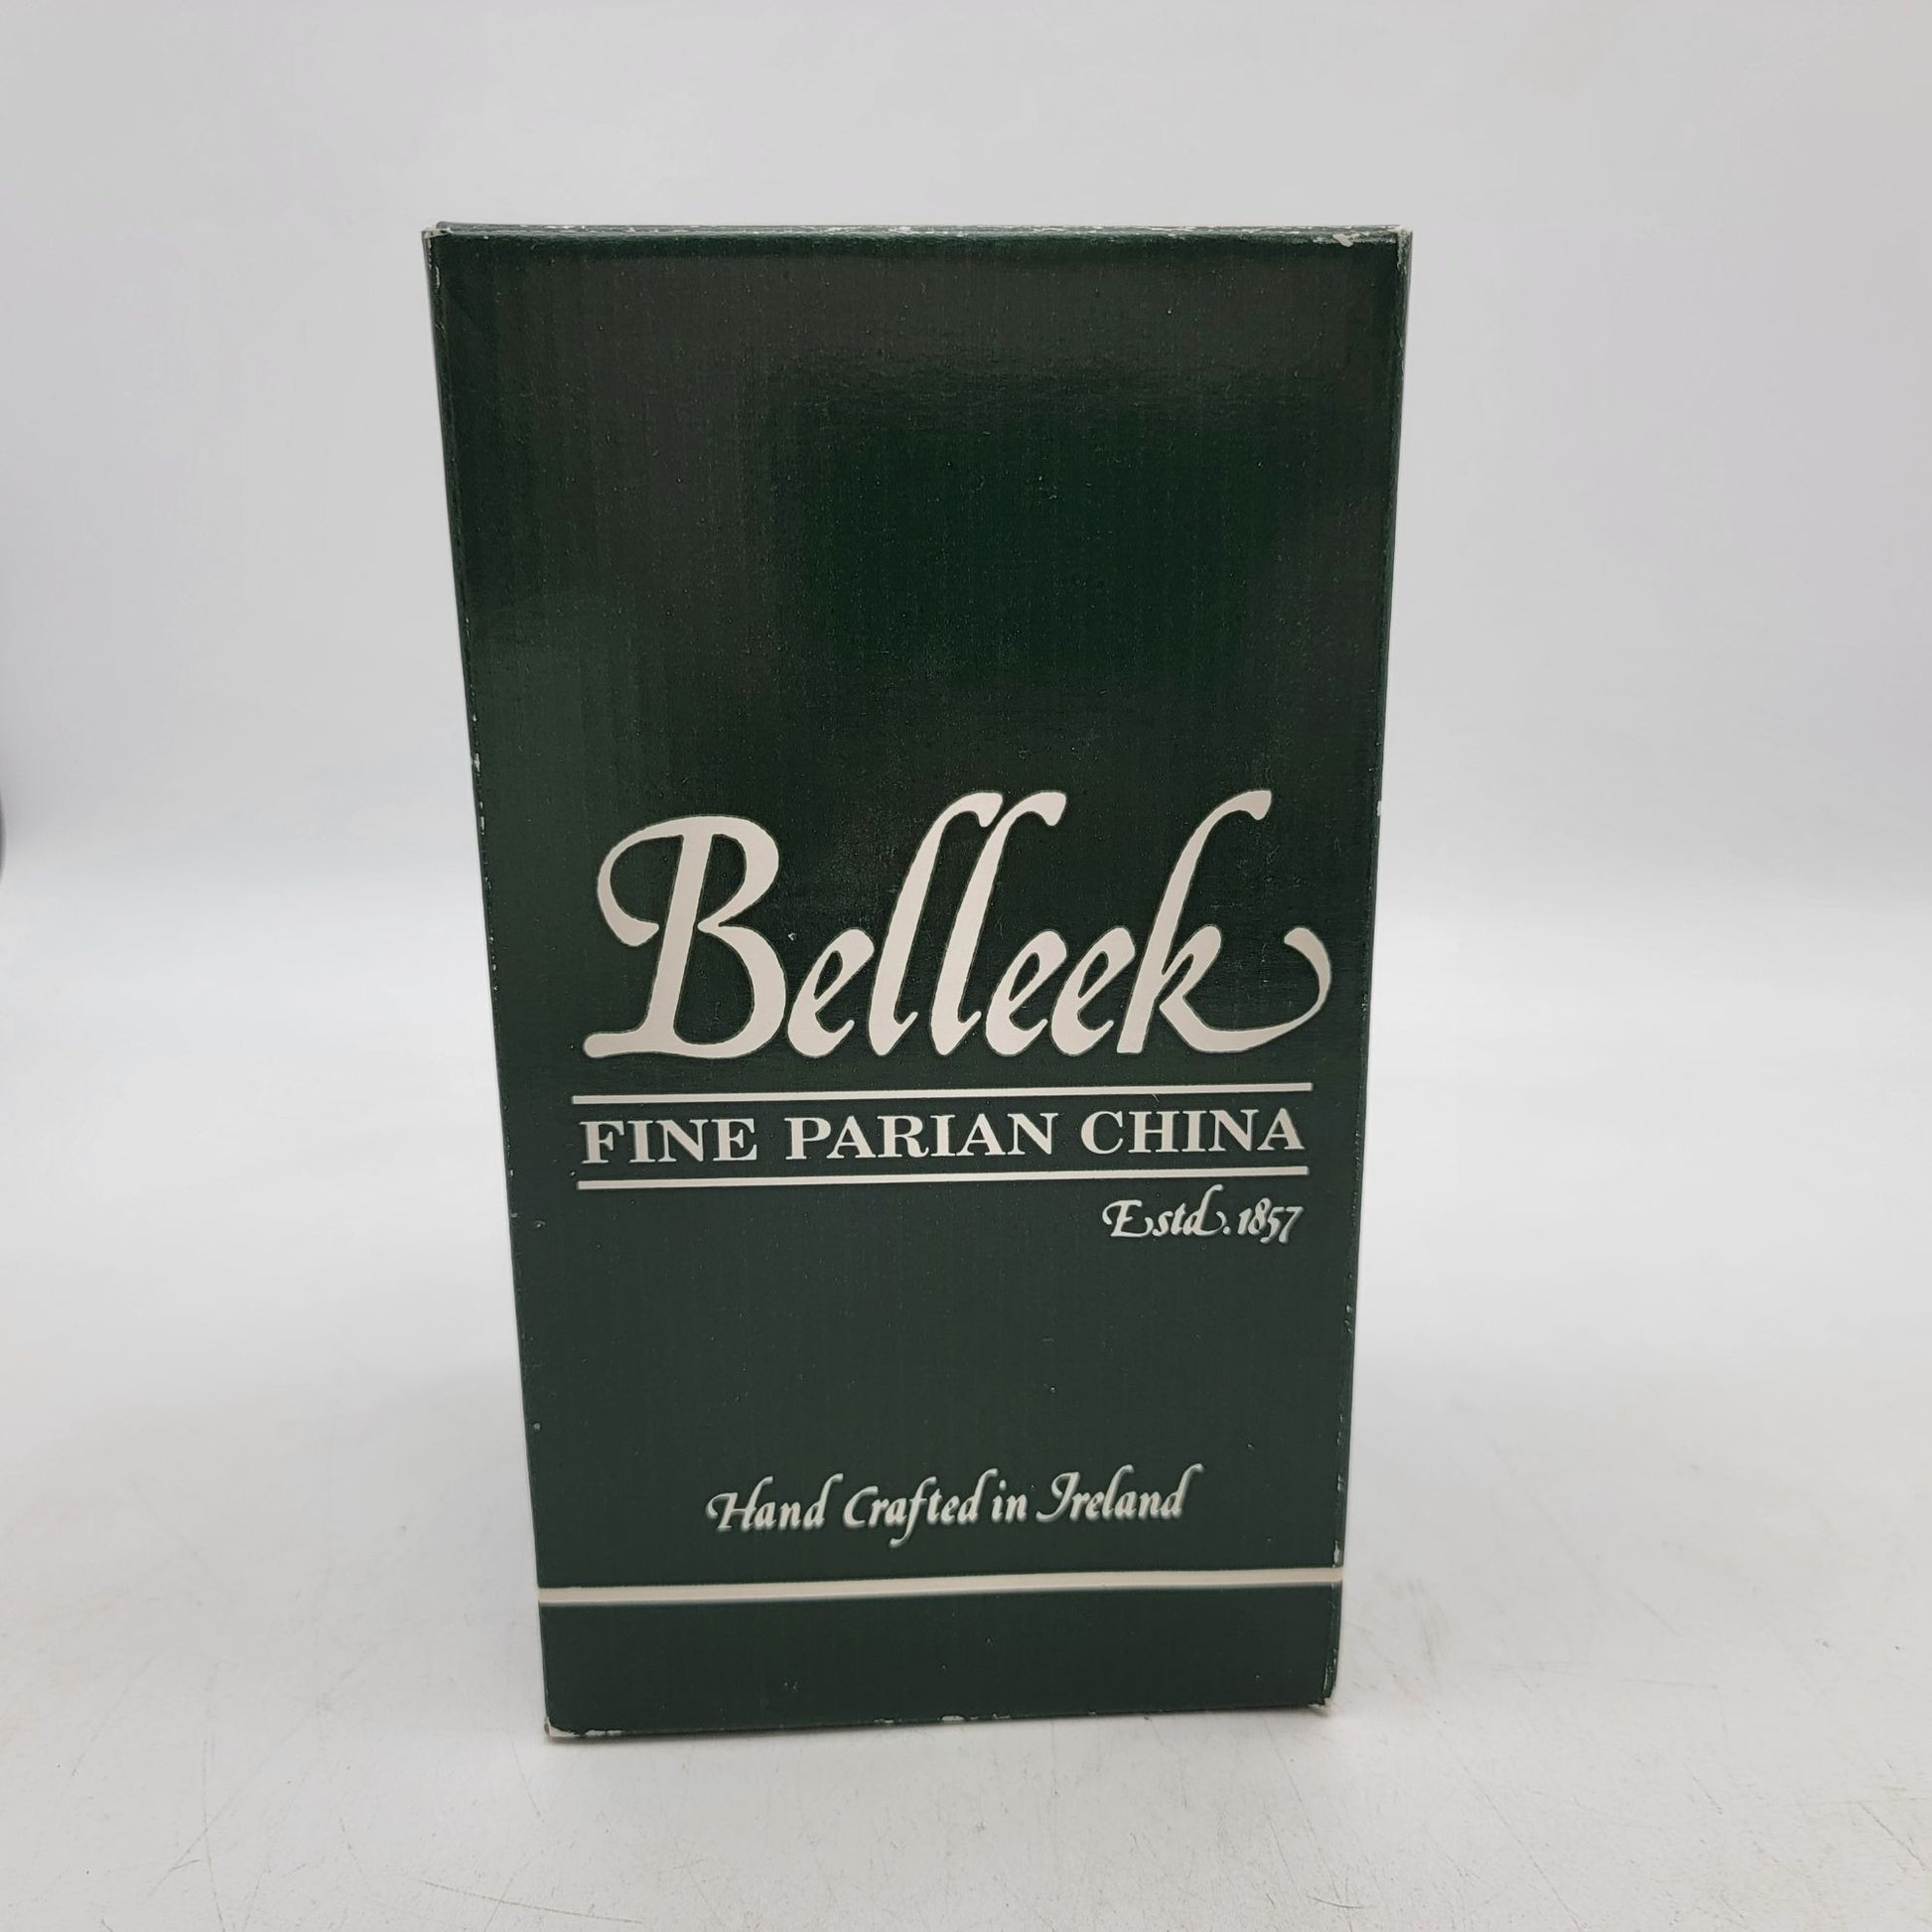 Belleek
FINE PARIAN CHINA
Estd. 1857
Hand Crafted in Ireland